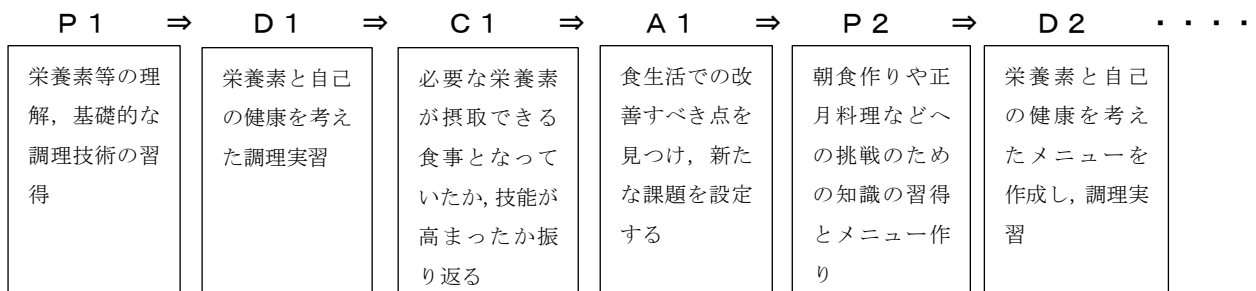 P1 ⇒ D1 ⇒ C1 ⇒ A1 ⇒ P2 ⇒ D2 ・・・・
栄養素等の理
解，基礎的な
調理技術の習
得
栄養素と自己
の健康を考え
た調理実習
必要な栄養素
が摂取できる
食事となって
いたか，技能が
高まったか振
り返る
食生活での改
善すべき点を
見つけ，新た
な課題を設定
する
朝食作りや正
月料理などへ
の挑戦のため
の知識の習得
とメニュー作
り
栄養素と自己
の健康を考え
たメニューを
作成し，調理実
習